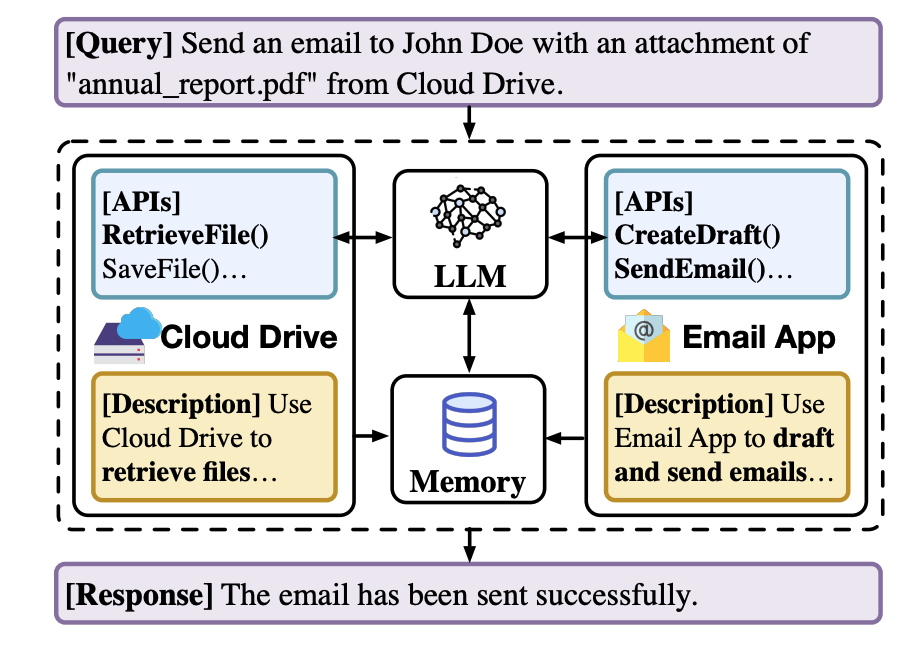 [Query] Send an email to John Doe with an attachment of
"annual_report.pdf" from Cloud Drive.
[APIs]
RetrieveFile()
SaveFile()…
Cloud Drive
[Description] Use
Cloud Drive to
retrieve files…
LLM
Memory
[APIs]
CreateDraft()
SendEmail()…
@
Email App
[Description] Use
Email App to draft
and send emails…
[Response] The email has been sent successfully.